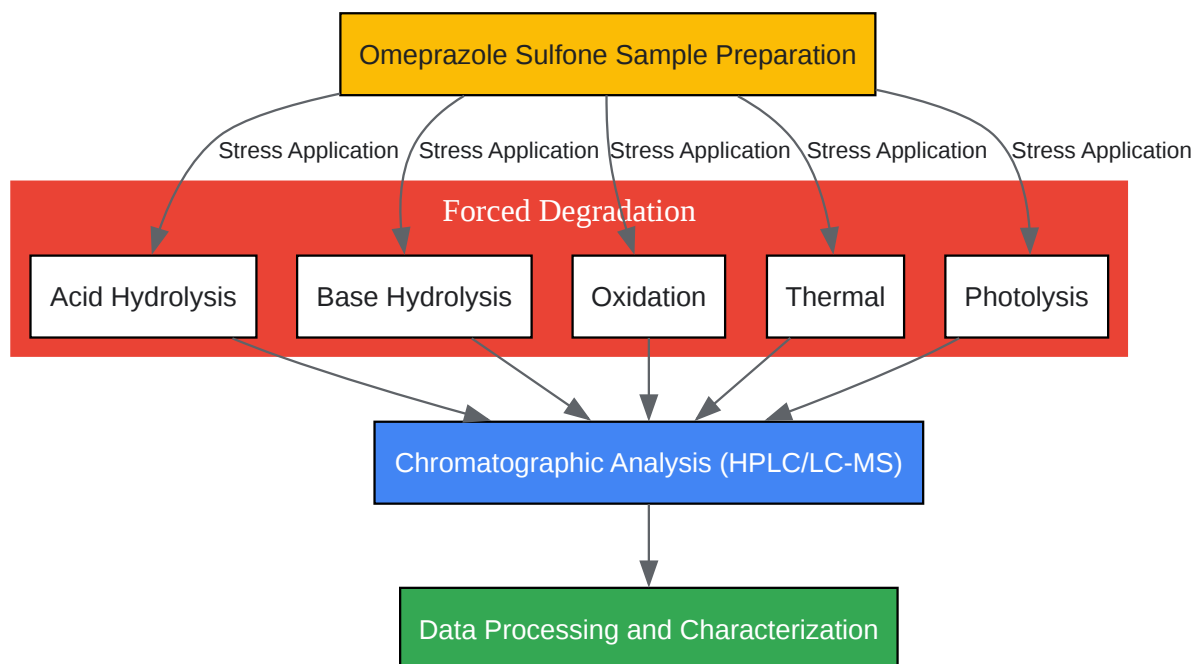 Omeprazole Sulfone Sample Preparation
Stress Application
Stress Application
Stress Application
Stress Application
Stress Application
Forced Degradation
Acid Hydrolysis
Base Hydrolysis
Oxidation
Thermal
Photolysis
Chromatographic Analysis (HPLC/LC-MS)
Data Processing and Characterization